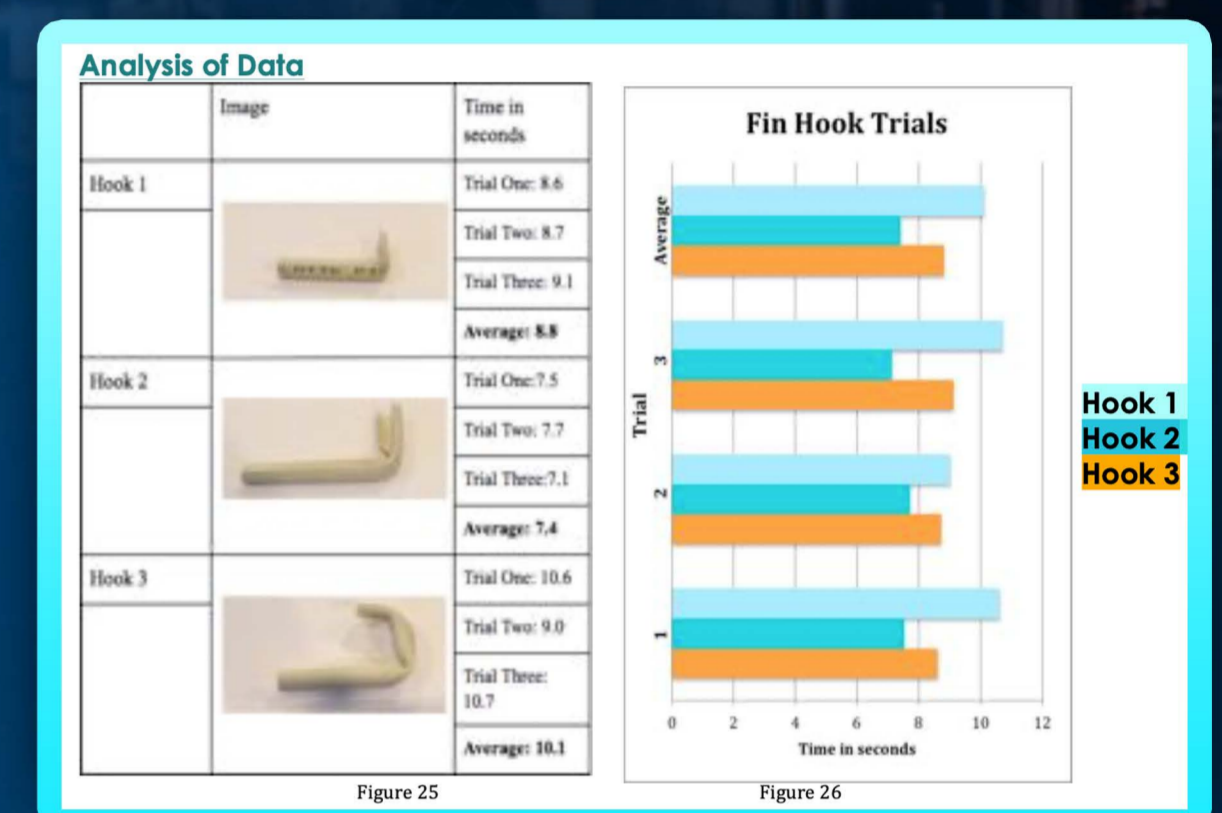 Analysis of Data
Image
Time in
seconds
Hook 1
Trial One: 8.6
Trial Two: 8.7
Trial Three: 9.1
Average: 8.8
Hook 2
Trial One:7.5
Trial Two: 7.7
Trial Three:7.1
Average: 7.4
Hook 3
Trial One: 10.6
Trial Two: 9.0
Trial Three:
10.7
Average: 10.1
Figure 25
Fin Hook Trials
Average
3
Trial
2
1
0 2 4 6 8 10 12
Time in seconds
Figure 26
Hook 1
Hook 2
Hook 3